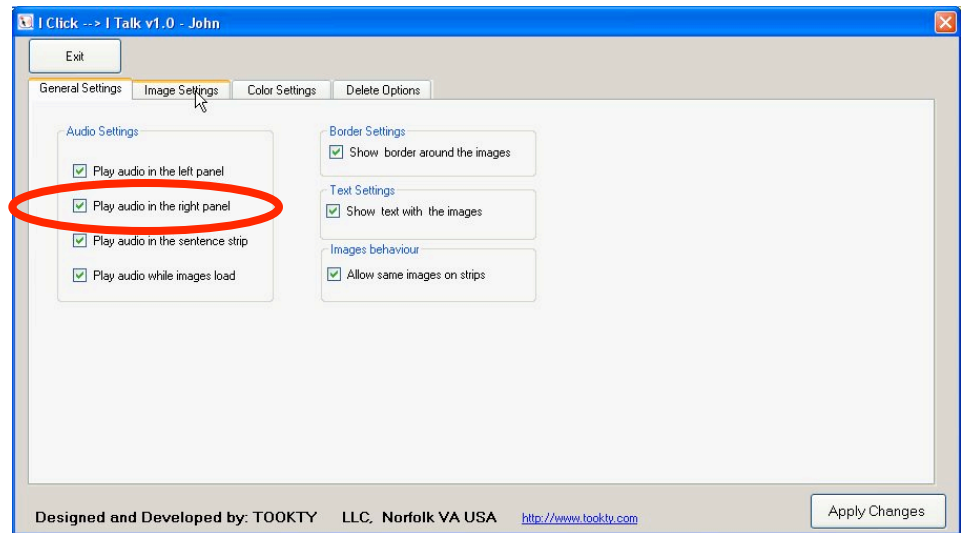 I Click --> I Talk v1.0 - John
Exit
General Settings Image Settings Color Settings Delete Options
Audio Settings
Play audio in the left panel
Play audio in the right panel
Play audio in the sentence strip
Play audio while images load
Border Settings
Show border around the images
Text Settings
Show text with the images
Images behaviour
Allow same images on strips
Designed and Developed by: TOOKTY LLC, Norfolk VA USA http://www.tookty.com
Apply Changes